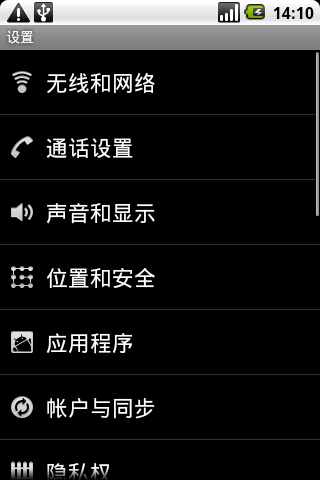 14:10
设置
无线和网络
通话设置
声音和显示
位置和安全
应用程序
帐户与同步
隐私权